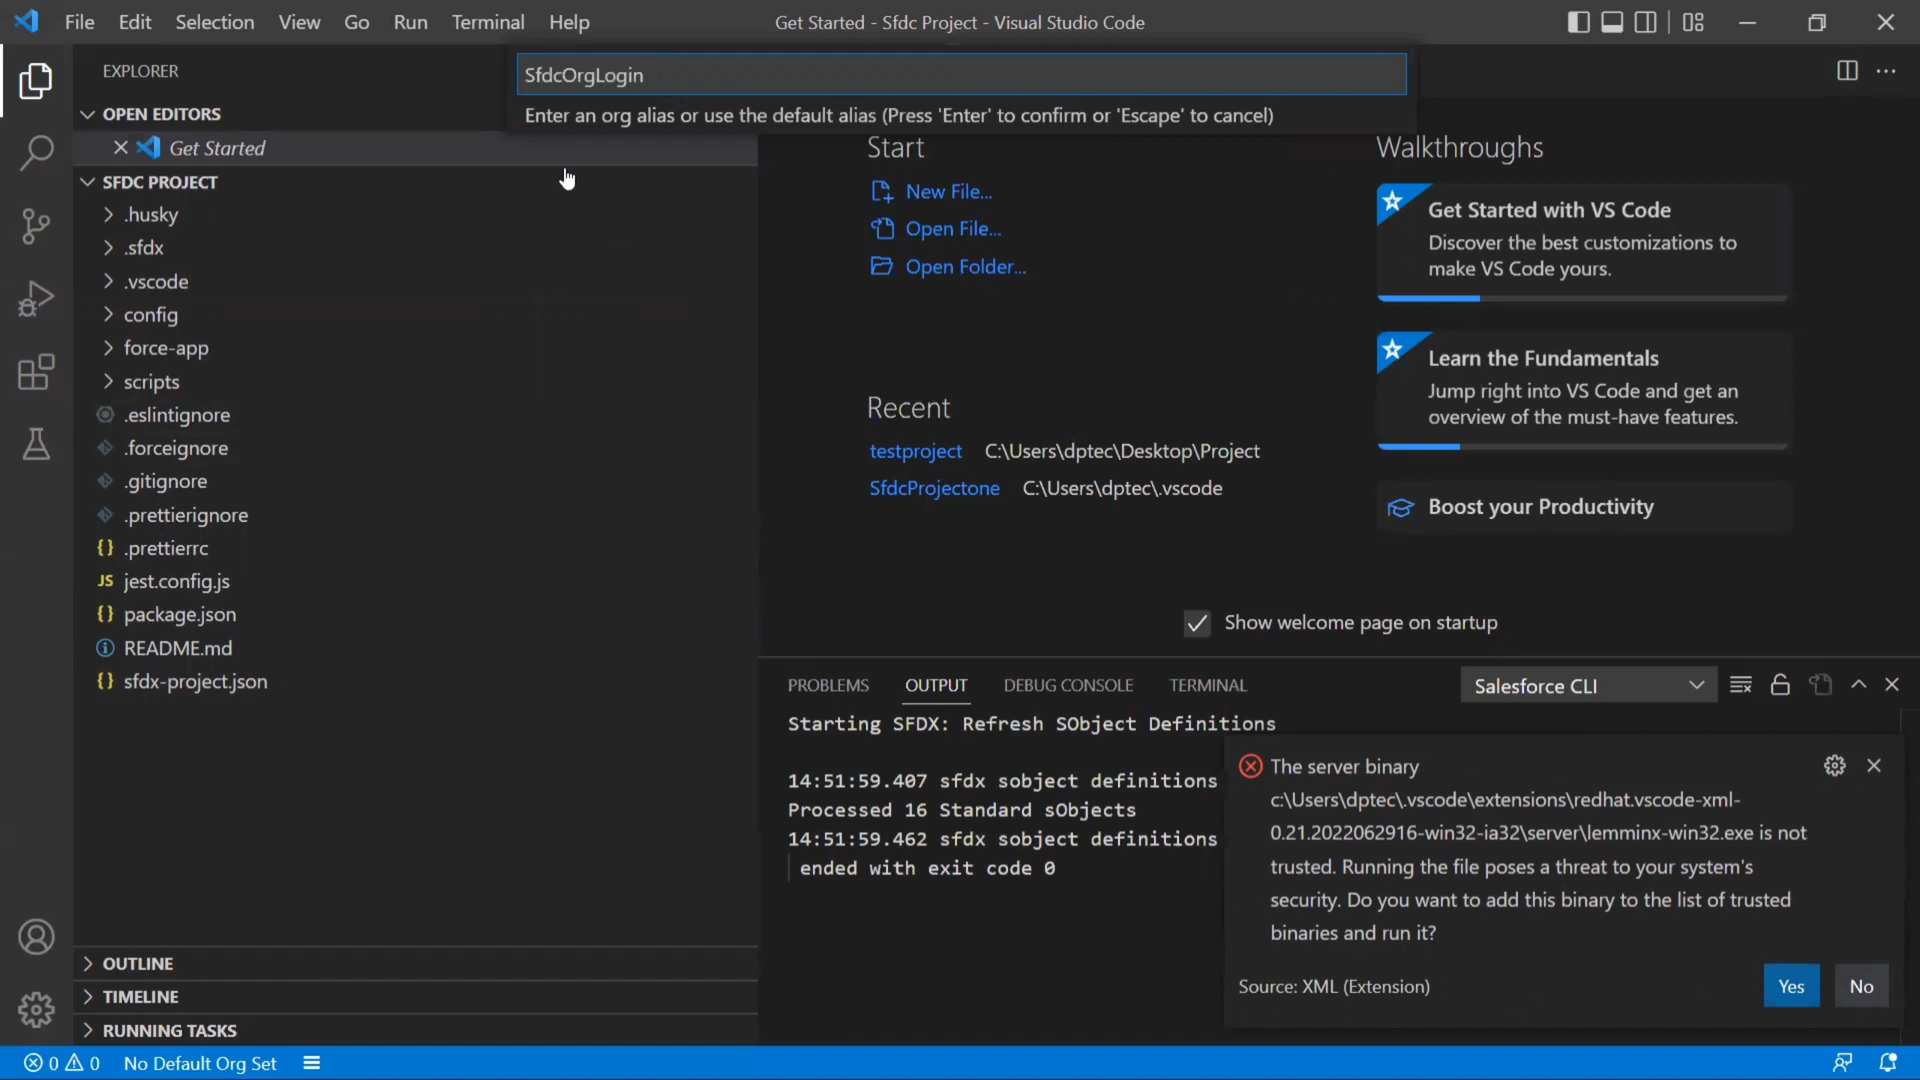 File Edit Selection View Go Run Terminal Help
Get Started - Sfdc Project - Visual Studio Code
EXPLORER
SfdcOrgLogin
Enter an org alias or use the default alias (Press 'Enter' to confirm or 'Escape' to cancel)
OPEN EDITORS
Get Started
SFDC PROJECT
.husky
.sfdx
.vscode
config
force-app
scripts
.eslintignore
.forceignore
.gitignore
.prettierignore
{} .prettierrc
JS jest.config.js
{} package.json
README.md
{} sfdx-project.json
OUTLINE
TIMELINE
RUNNING TASKS
Start
New File...
Open File...
Open Folder...
Recent
testproject C:\Users\dptec\Desktop\Project
SfdcProjectone C:\Users\dptec\.vscode
Walkthroughs
Get Started with VS Code
Discover the best customizations to
make VS Code yours.
Learn the Fundamentals
Jump right into VS Code and get an
overview of the must-have features.
Boost your Productivity
Show welcome page on startup
PROBLEMS OUTPUT DEBUG CONSOLE TERMINAL
Salesforce CLI
Starting SFDX: Refresh SObject Definitions
14:51:59.407 sfdx sobject definitions
Processed 16 Standard sObjects
14:51:59.462 sfdx sobject definitions
ended with exit code 0
The server binary
c:\Users\dptec\.vscode\extensions\redhat.vscode-xml-
0.21.2022062916-win32-ia32\server\lemminx-win32.exe is not
trusted. Running the file poses a threat to your system's
security. Do you want to add this binary to the list of trusted
binaries and run it?
Source: XML (Extension)
Yes No
0 0 No Default Org Set